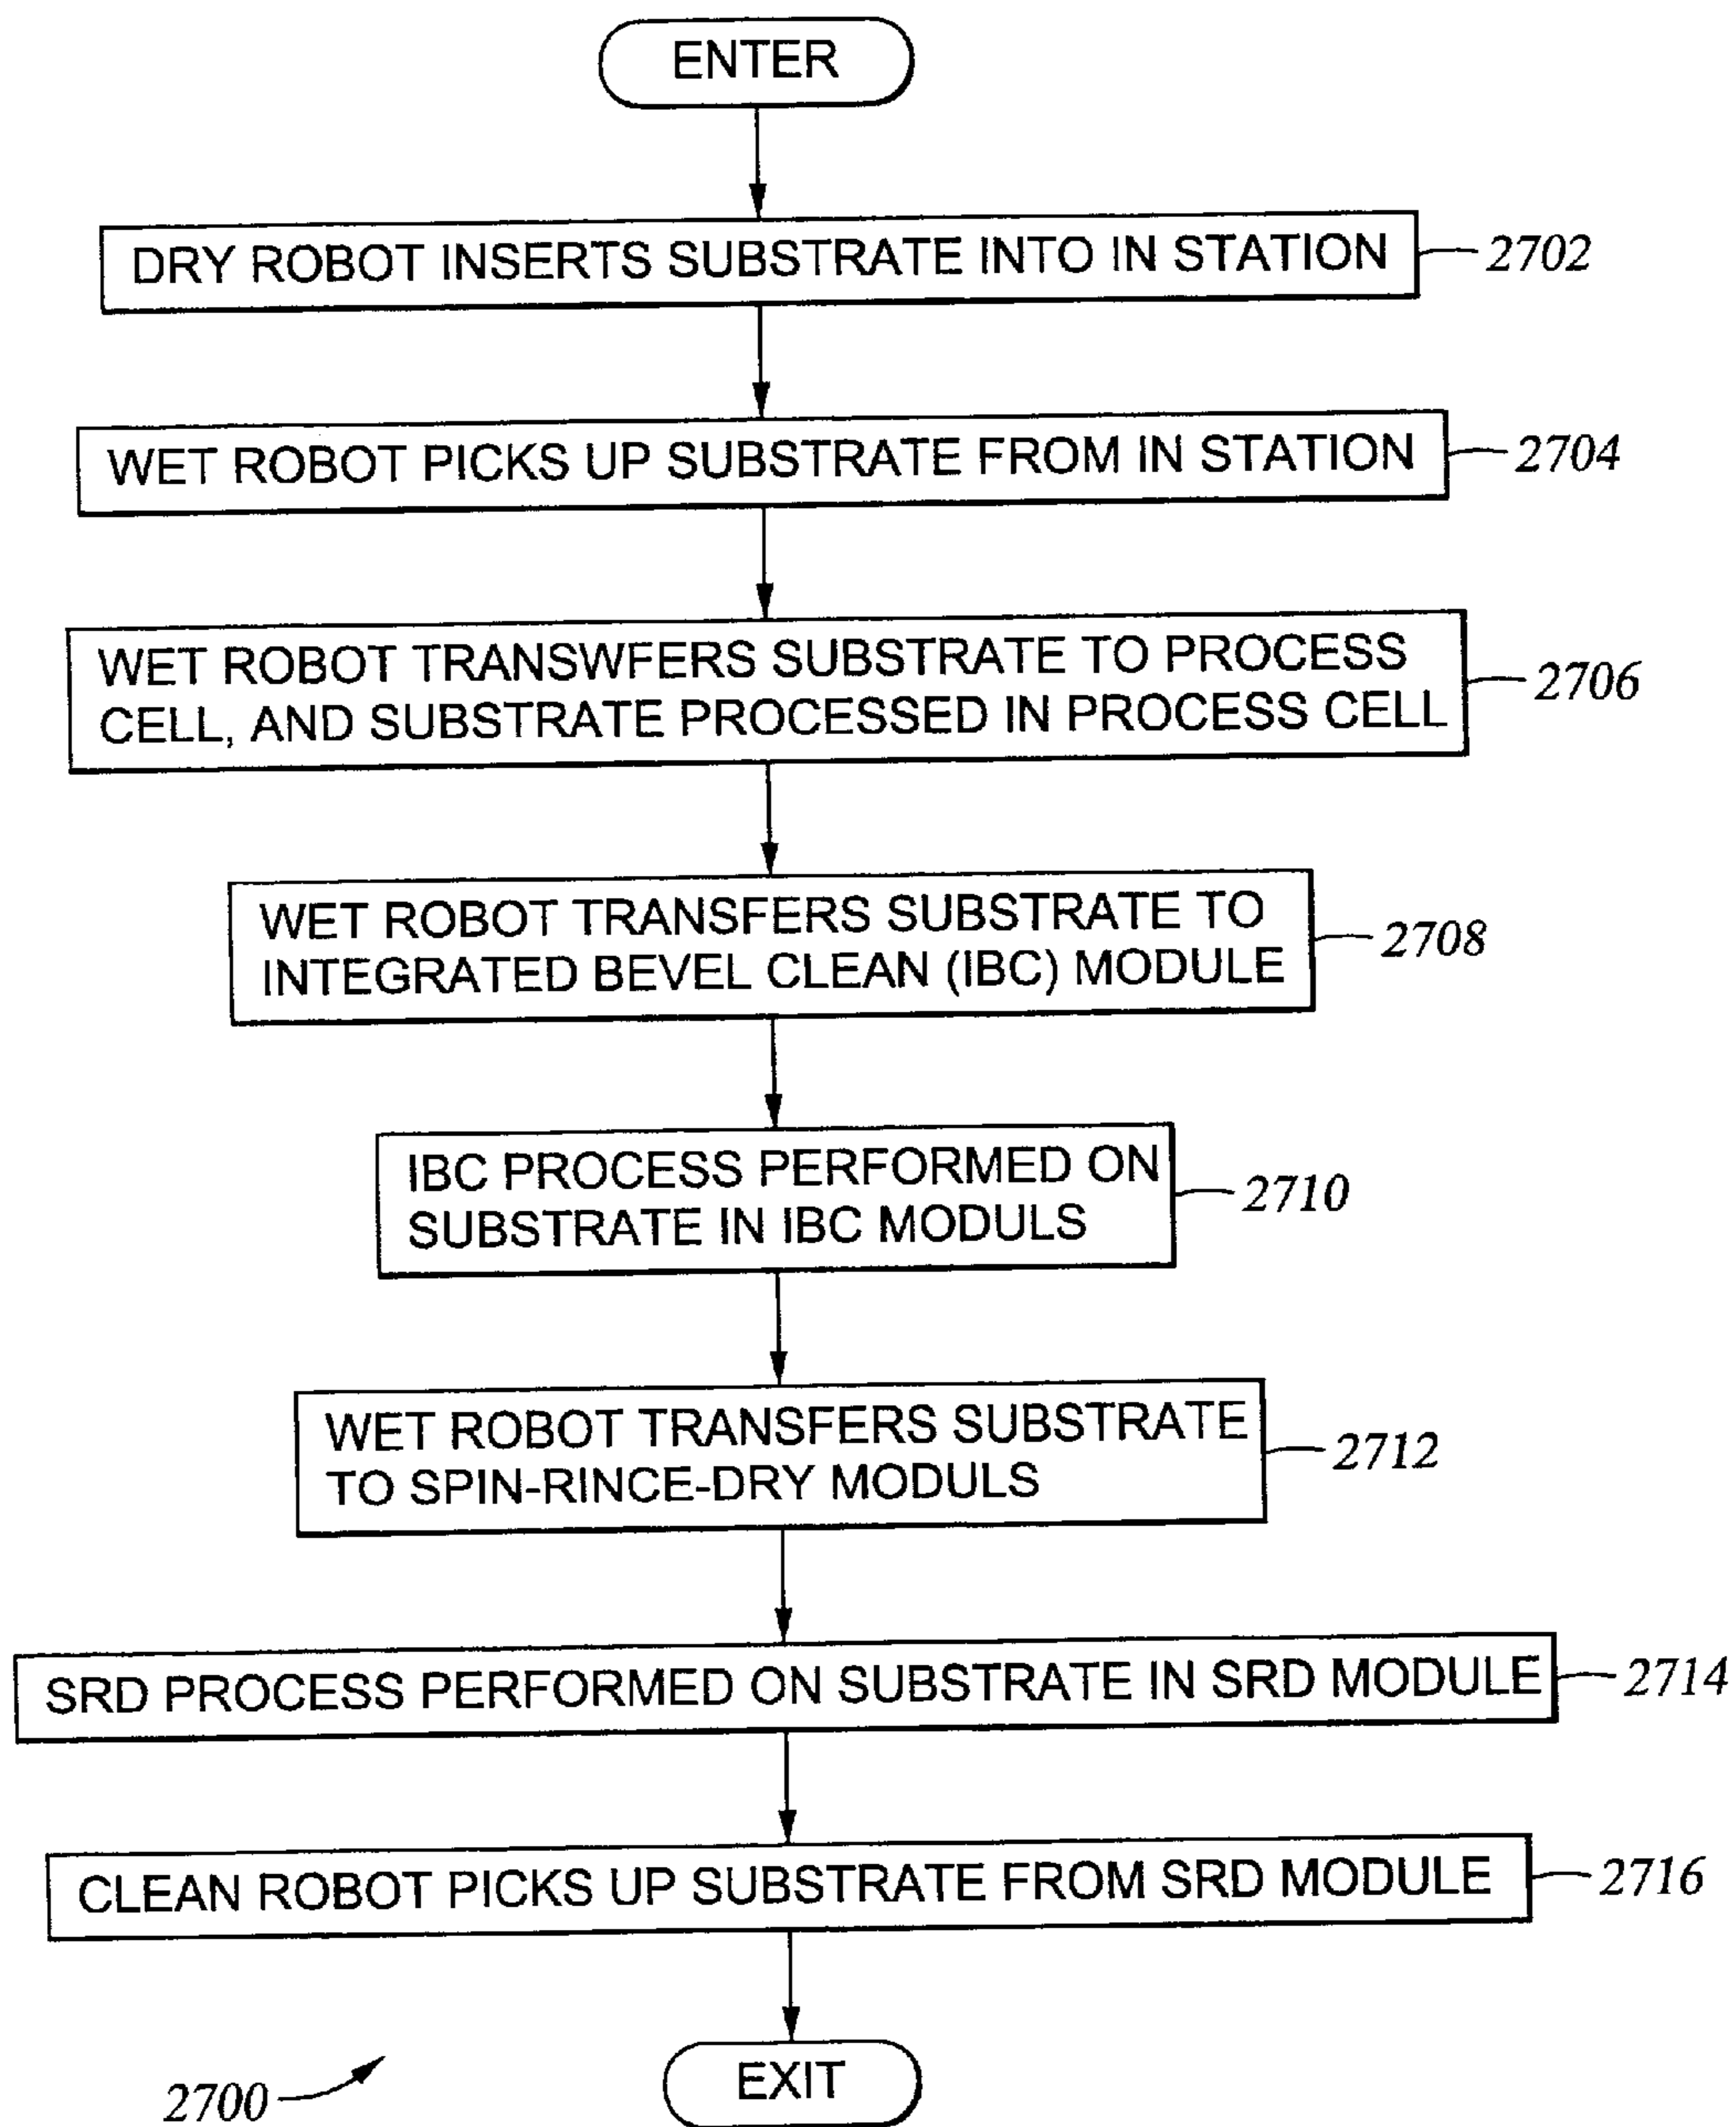 ENTER
DRY ROBOT INSERTS SUBSTRATE INTO IN STATION
2702
WET ROBOT PICKS UP SUBSTRATE FROM IN STATION
2704
WET ROBOT TRANSWFERS SUBSTRATE TO PROCESS
CELL, AND SUBSTRATE PROCESSED IN PROCESS CELL
2706
WET ROBOT TRANSFERS SUBSTRATE TO
INTEGRATED BEVEL CLEAN (IBC) MODULE
2708
IBC PROCESS PERFORMED ON
SUBSTRATE IN IBC MODULS
2710
WET ROBOT TRANSFERS SUBSTRATE
TO SPIN-RINCE-DRY MODULS
2712
SRD PROCESS PERFORMED ON SUBSTRATE IN SRD MODULE
2714
CLEAN ROBOT PICKS UP SUBSTRATE FROM SRD MODULE
2716
EXIT
2700